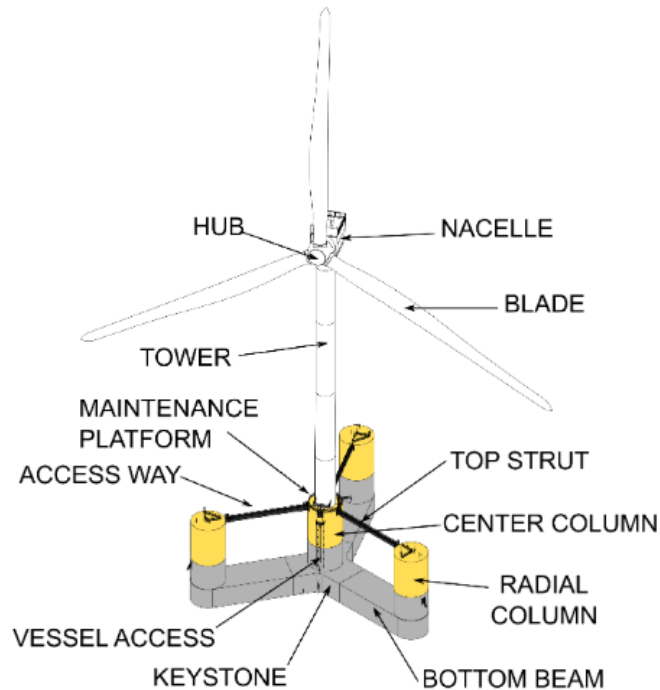 HUB
NACELLE
BLADE
TOWER
MAINTENANCE
PLATFORM
ACCESS WAY
TOP STRUT
CENTER COLUMN
RADIAL
COLUMN
VESSEL ACCESS
KEYSTONE
BOTTOM BEAM